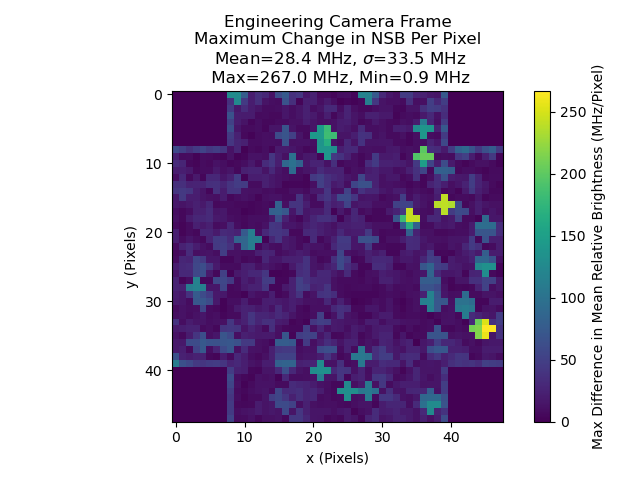 Engineering Camera Frame
Maximum Change in NSB Per Pixel
Mean=28.4 MHz, σ=33.5 MHz
Max=267.0 MHz, Min=0.9 MHz
0
10
20
30
40
y (Pixels)
0
10
20
30
40
x (Pixels)
250
200
150
100
50
0
Max Difference in Mean Relative Brightness (MHz/Pixel)